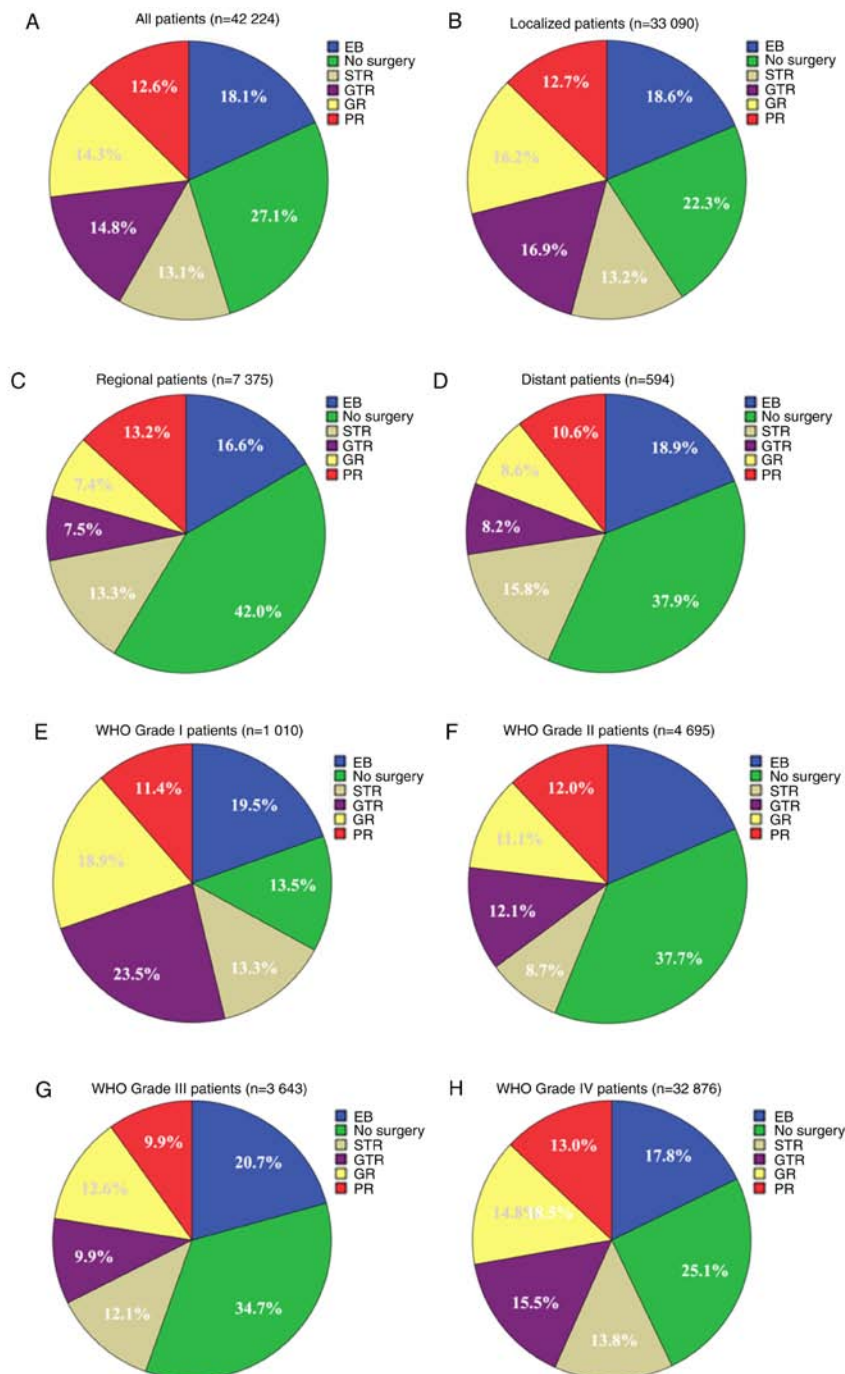 A
All patients (n=42 224)
EB
No surgery
STR
GTR
GR
PR
12.6%
18.1%
14.3%
27.1%
14.8%
13.1%
B
Localized patients (n=33 090)
EB
No surgery
STR
GTR
GR
PR
12.7%
18.6%
16.2%
22.3%
16.9%
13.2%
C
Regional patients (n=7 375)
EB
No surgery
STR
GTR
GR
PR
13.2%
16.6%
7.4%
7.5%
13.3%
42.0%
D
Distant patients (n=594)
EB
No surgery
STR
GTR
GR
PR
10.6%
18.9%
8.6%
8.2%
15.8%
37.9%
E
WHO Grade I patients (n=1 010)
EB
No surgery
STR
GTR
GR
PR
11.4%
19.5%
18.9%
13.5%
23.5%
13.3%
F
WHO Grade II patients (n=4 695)
EB
No surgery
STR
GTR
GR
PR
12.0%
11.1%
12.1%
37.7%
8.7%
G
WHO Grade III patients (n=3 643)
EB
No surgery
STR
GTR
GR
PR
9.9%
20.7%
12.6%
9.9%
34.7%
12.1%
H
WHO Grade IV patients (n=32 876)
EB
No surgery
STR
GTR
GR
PR
13.0%
17.8%
14.8%
18.5%
25.1%
15.5%
13.8%